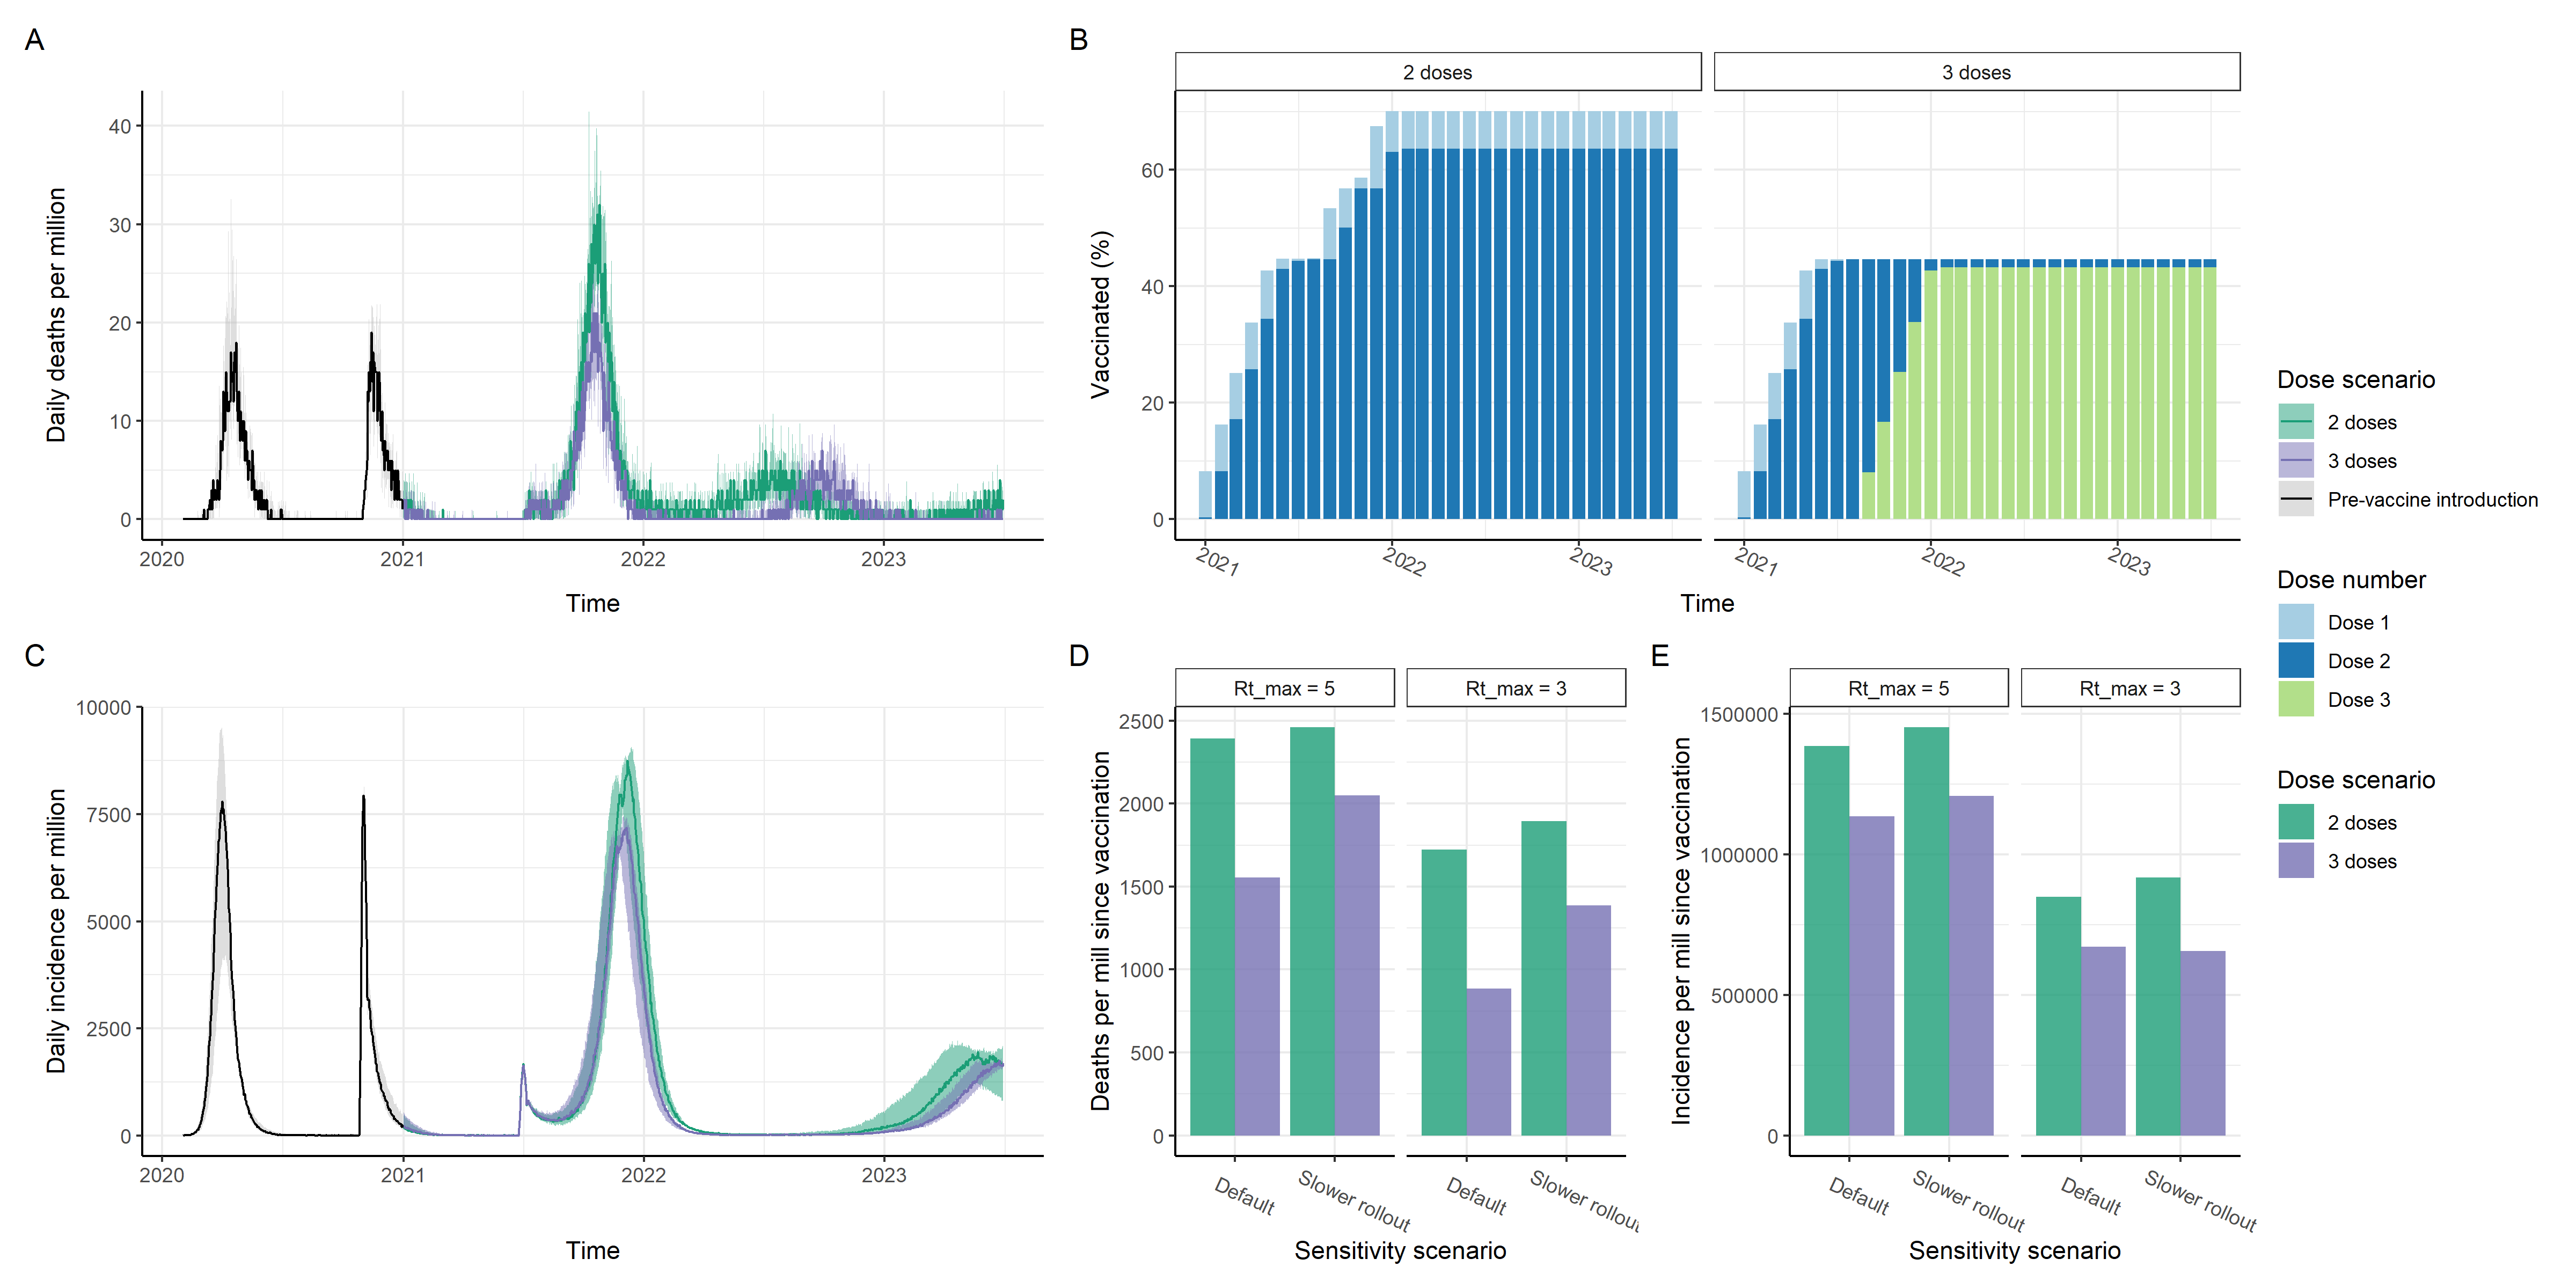 A
Daily deaths per million
40
30
20
10
0
2020
2021
2022
2023
Time
B
2 doses
3 doses
Vaccinated (%)
60
40
20
0
2021
2022
2023
2021
2022
2023
Time
C
Daily incidence per million
10000
7500
5000
2500
0
2020
2021
2022
2023
Time
D
Rt_max = 5
Rt_max = 3
Deaths per mill since vaccination
2500
2000
1500
1000
500
0
Default
Slower rollout
Default
Slower rollout
Sensitivity scenario
E
Rt_max = 5
Rt_max = 3
Incidence per mill since vaccination
1500000
1000000
500000
0
Default
Slower rollout
Default
Slower rollout
Sensitivity scenario
Dose scenario
2 doses
3 doses
Pre-vaccine introduction
Dose number
Dose 1
Dose 2
Dose 3
Dose scenario
2 doses
3 doses